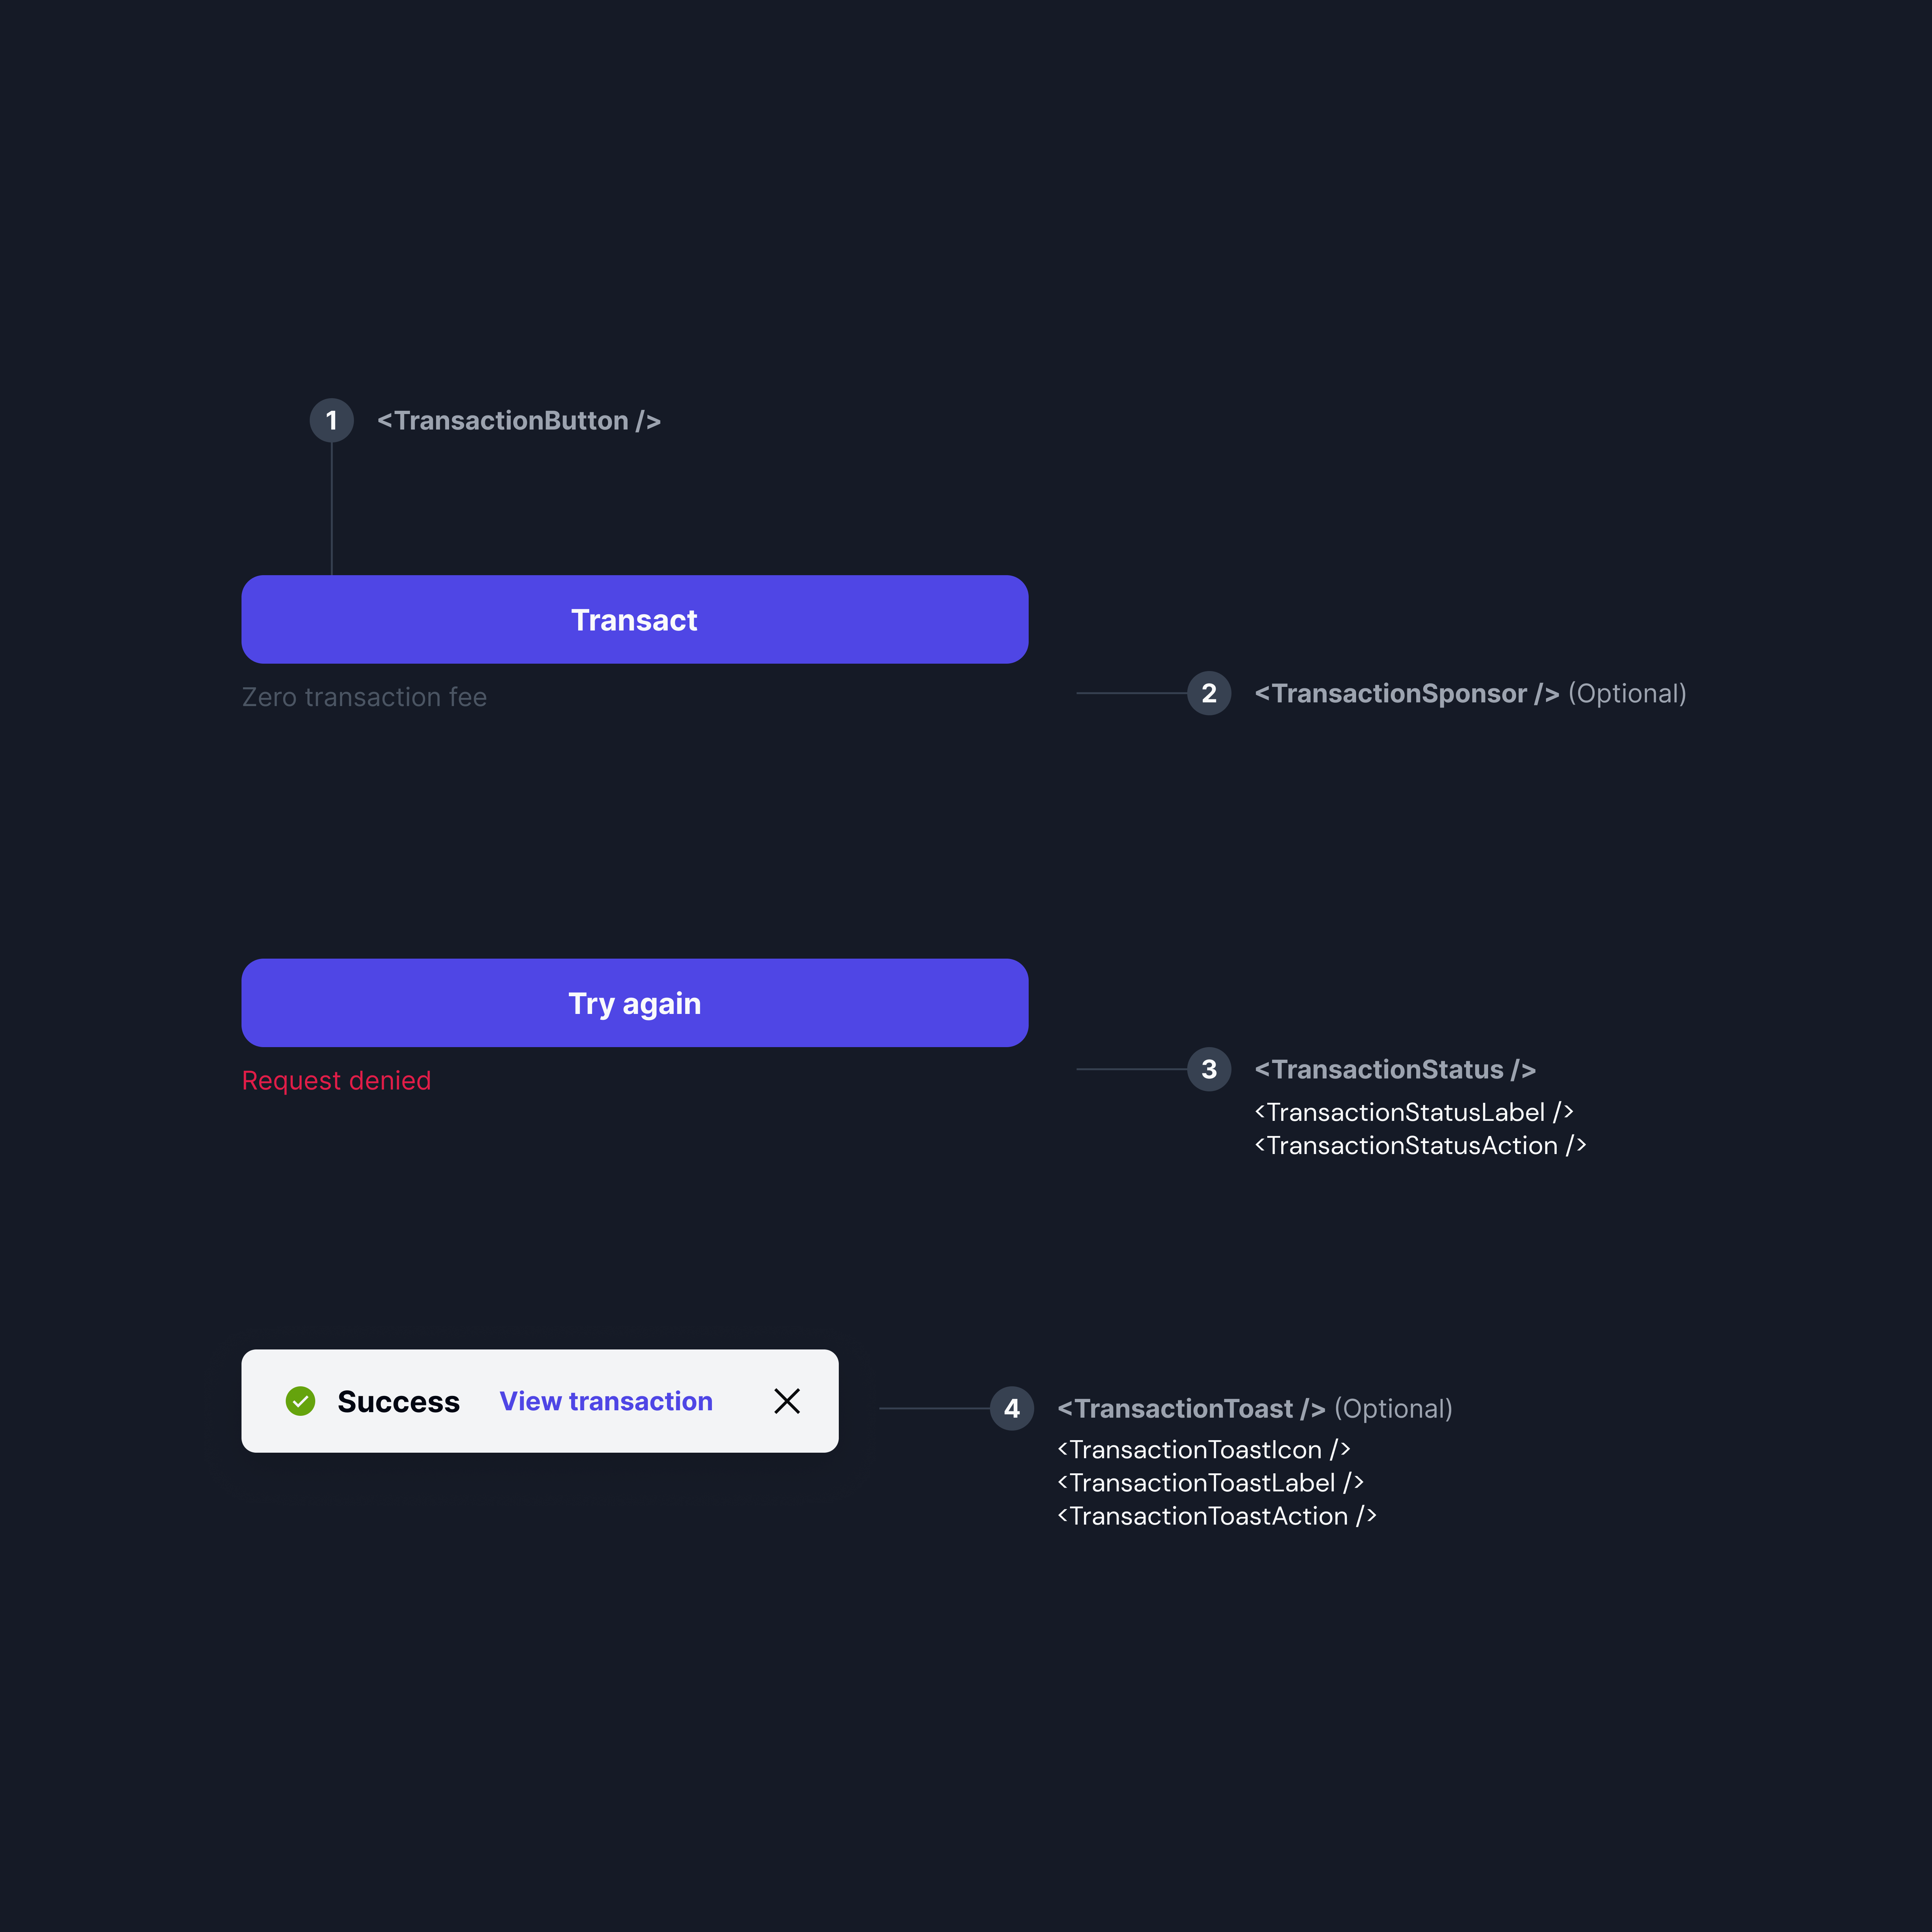 1 <TransactionButton />
Transact
Zero transaction fee
2 <TransactionSponsor /> (Optional)
Try again
Request denied
3 <TransactionStatus />
<TransactionStatusLabel />
<TransactionStatusAction />
Success View transaction
4 <TransactionToast /> (Optional)
<TransactionToastIcon />
<TransactionToastLabel />
<TransactionToastAction />